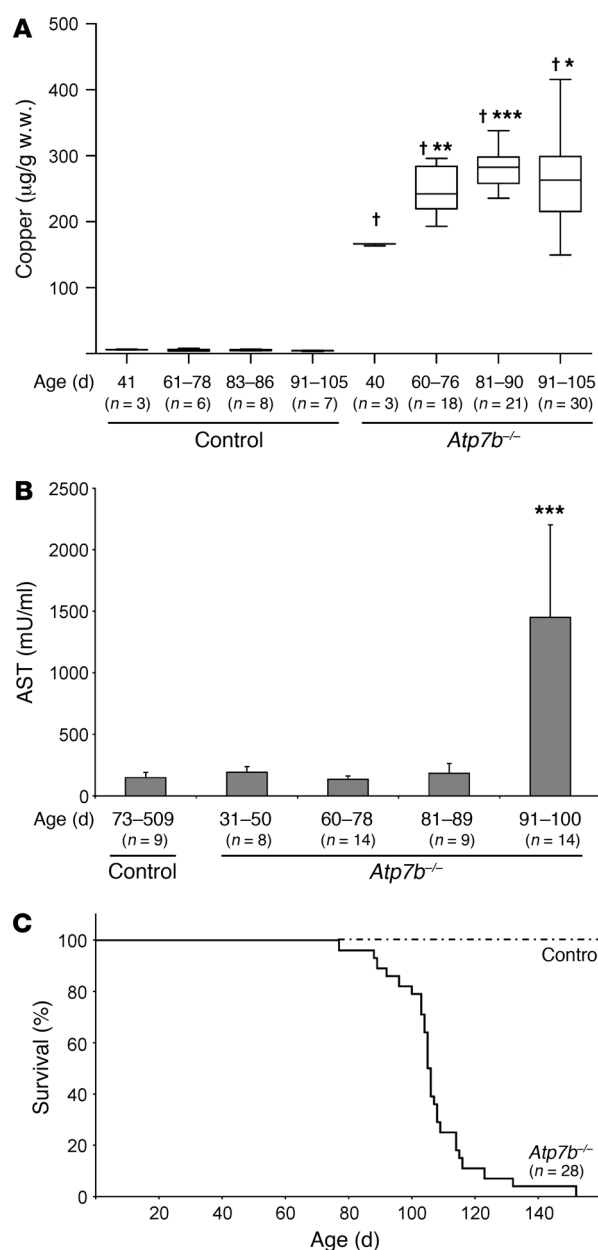 A
500
400
300
200
100
Copper (μg/g w.w.)
†
† **
† ***
† *
Age (d) 41 61–78 83–86 91–105 40 60–76 81–90 91–105
(n = 3) (n = 6) (n = 8) (n = 7) (n = 3) (n = 18) (n = 21) (n = 30)
Control Atp7b–/–
B
2500
2000
1500
1000
500
0
AST (mU/ml)
***
Age (d) 73–509 31–50 60–78 81–89 91–100
(n = 9) (n = 8) (n = 14) (n = 9) (n = 14)
Control Atp7b–/–
C
100
80
60
40
20
0
Survival (%)
Contro
Atp7b–/–
(n = 28)
20 40 60 80 100 120 140
Age (d)